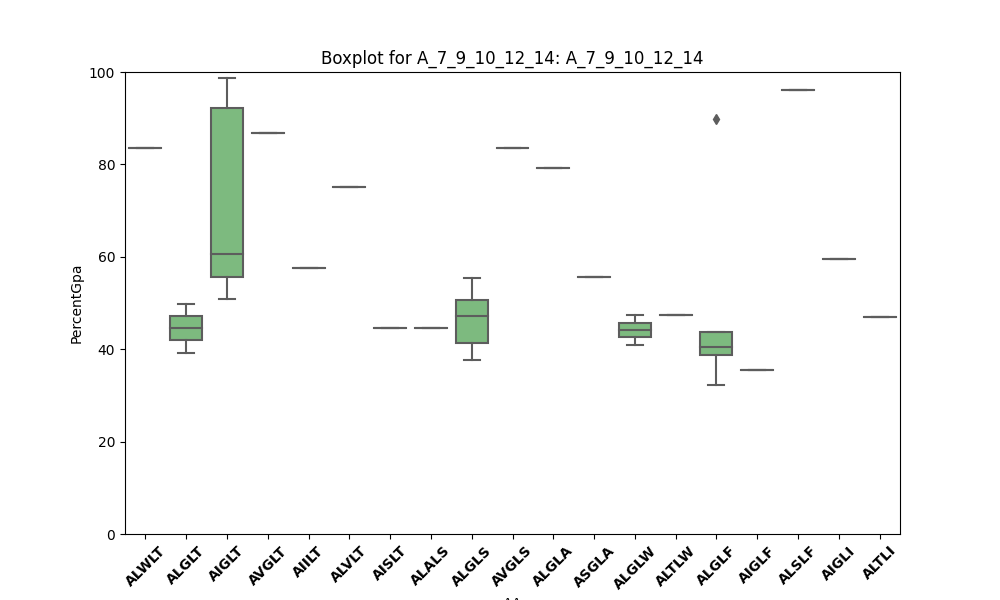 Boxplot for A_7_9_10_12_14: A_7_9_10_12_14
PercentGpa
100
80
60
40
20
0
ALWLT
ALGLT
AIGLT
AVGLT
AIILT
ALVLT
AISLT
ALALS
ALGLS
AVGLS
ALGLA
ASGLA
ALGLW
ALTLW
ALGLF
AIGLF
ALSLF
AIGLI
ALTLI